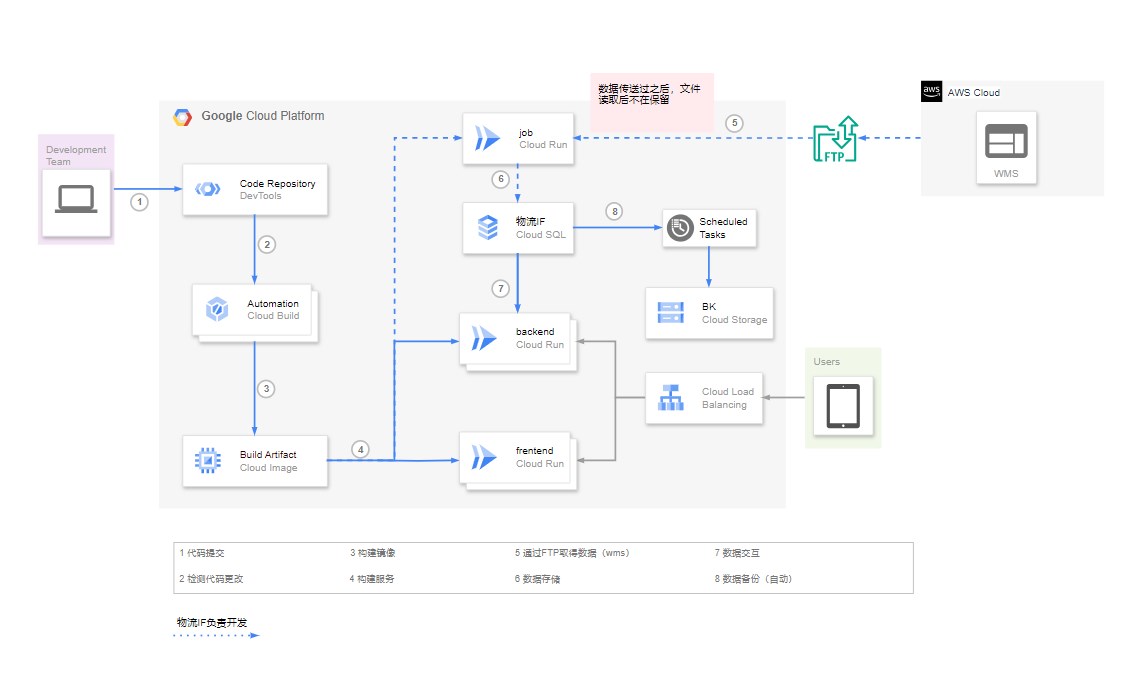 数据传送过之后，文件
读取后不在保留
aws
AWS Cloud
WMS
FTP
5
Google Cloud Platform
Development
Team
1
Code Repository
DevTools
job
Cloud Run
6
物流IF
Cloud SQL
8
Scheduled
Tasks
2
Automation
Cloud Build
7
BK
Cloud Storage
backend
Cloud Run
Users
3
Cloud Load
Balancing
4
Build Artifact
Cloud Image
frentend
Cloud Run
1 代码提交
3 构建镜像
5 通过FTP取得数据（wms）
7 数据交互
2 检测代码更改
4 构建服务
6 数据存储
8 数据备份（自动）
物流IF负责开发